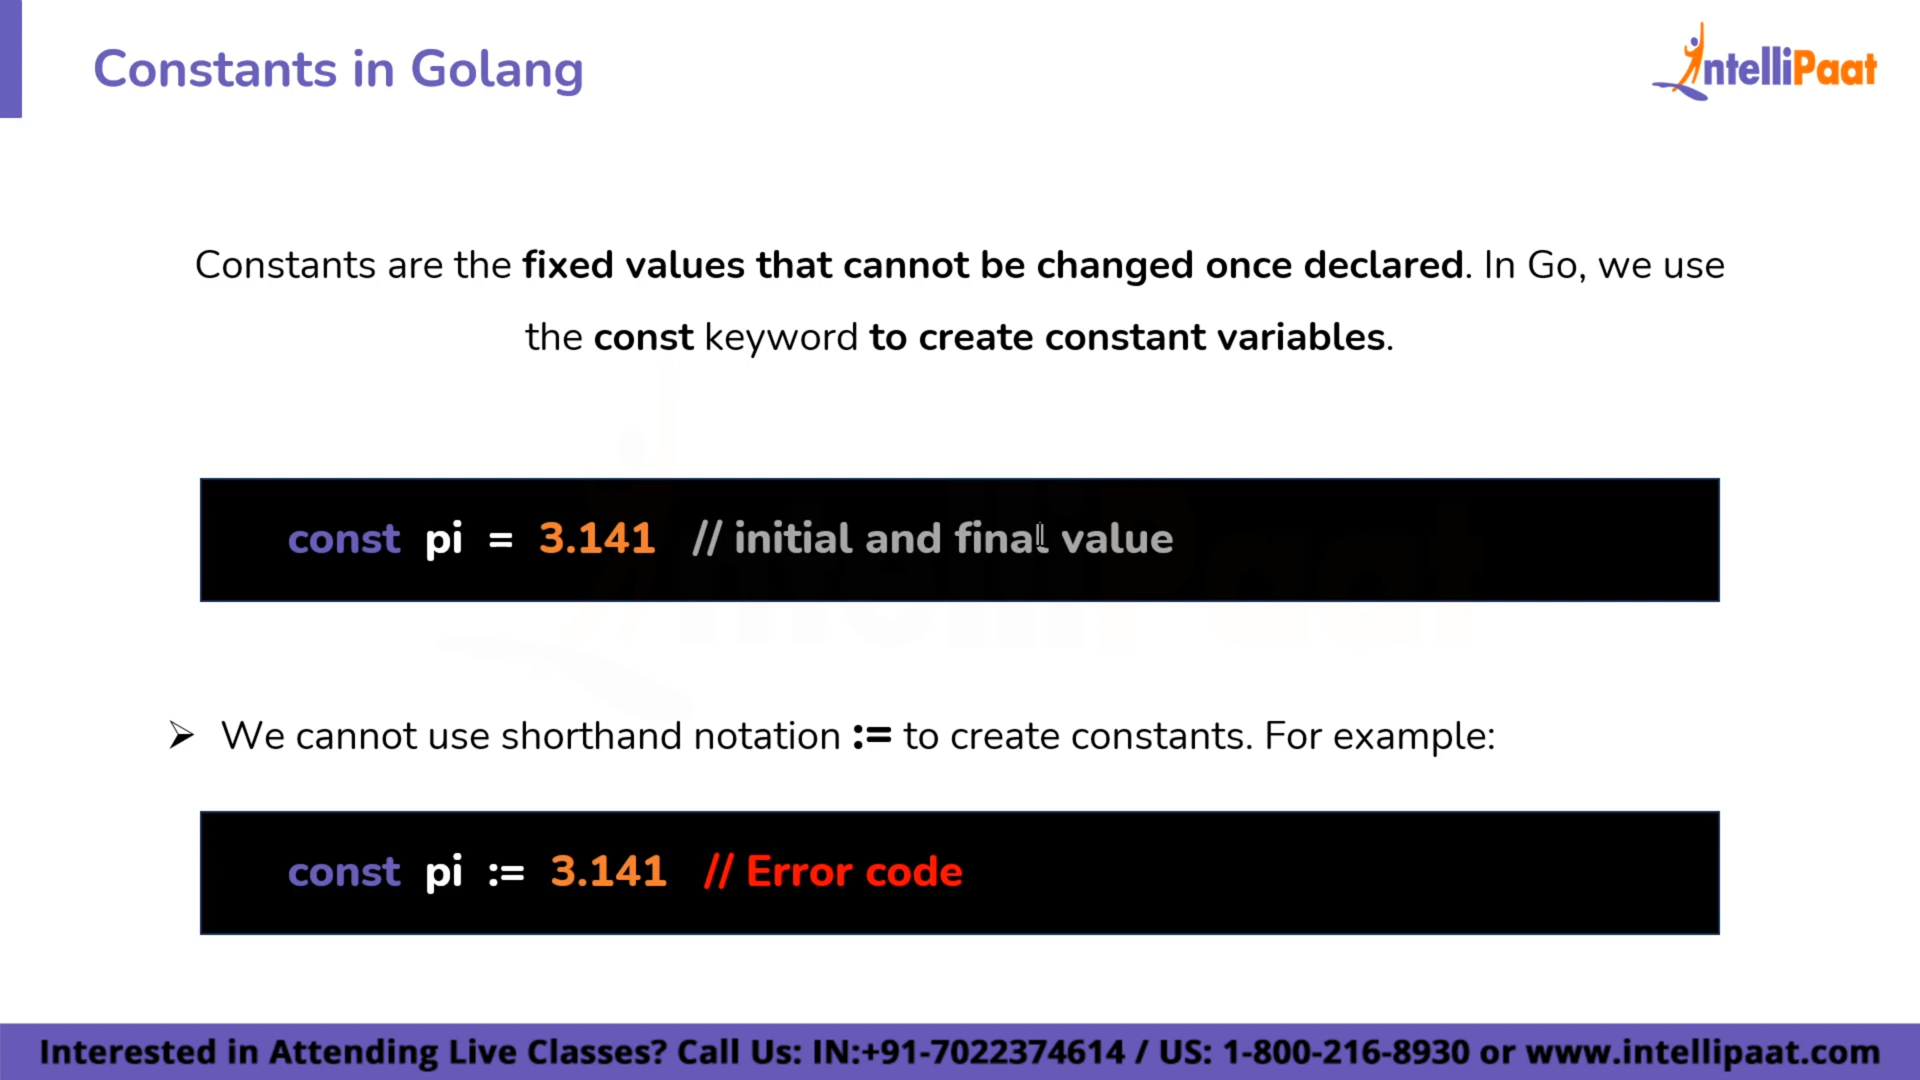 Constants in Golang
IntelliPaat
Constants are the fixed values that cannot be changed once declared. In Go, we use
the const keyword to create constant variables.
const pi = 3.141 // initial and final value
➢ We cannot use shorthand notation := to create constants. For example:
const pi := 3.141 // Error code
Interested in Attending Live Classes? Call Us: IN:+91-7022374614 / US: 1-800-216-8930 or www.intellipaat.com